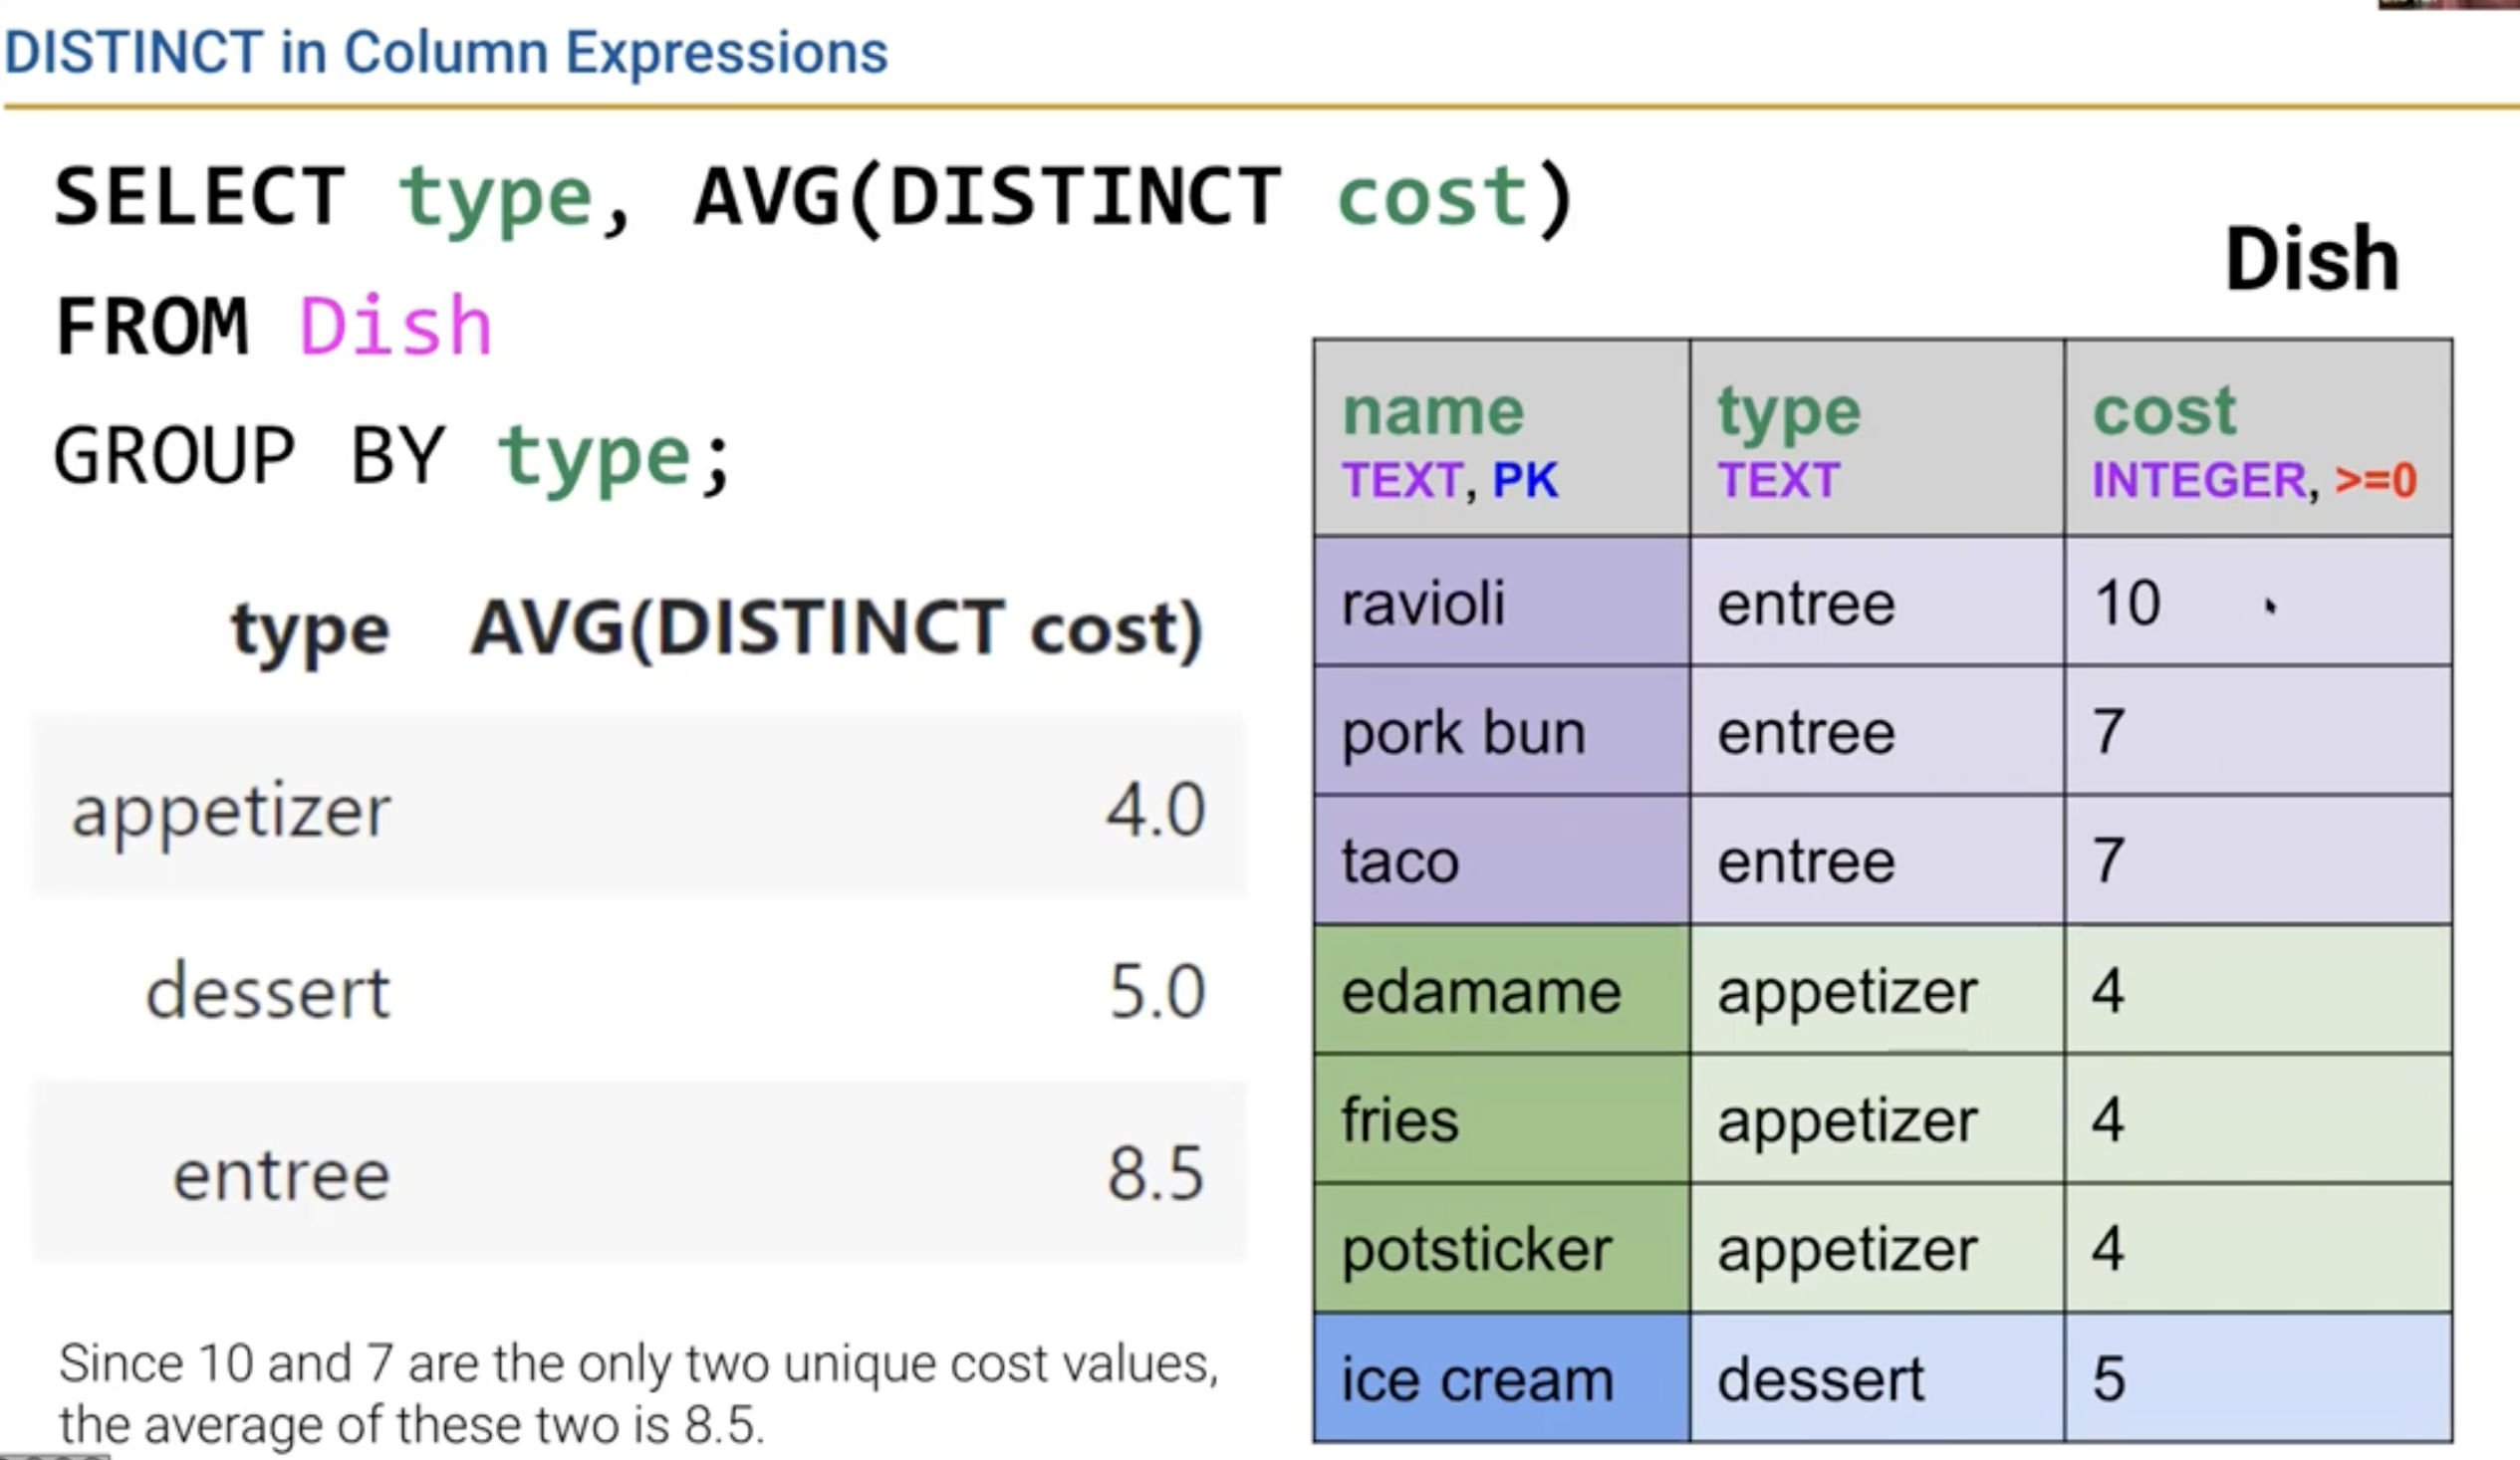 DISTINCT in Column Expressions
SELECT type, AVG(DISTINCT cost)
FROM Dish
GROUP BY type;
type AVG(DISTINCT cost)
appetizer 4.0
dessert 5.0
entree 8.5
Since 10 and 7 are the only two unique cost values,
the average of these two is 8.5.
Dish
name type cost
TEXT, PK TEXT INTEGER, >=0
ravioli entree 10
pork bun entree 7
taco entree 7
edamame appetizer 4
fries appetizer 4
potsticker appetizer 4
ice cream dessert 5